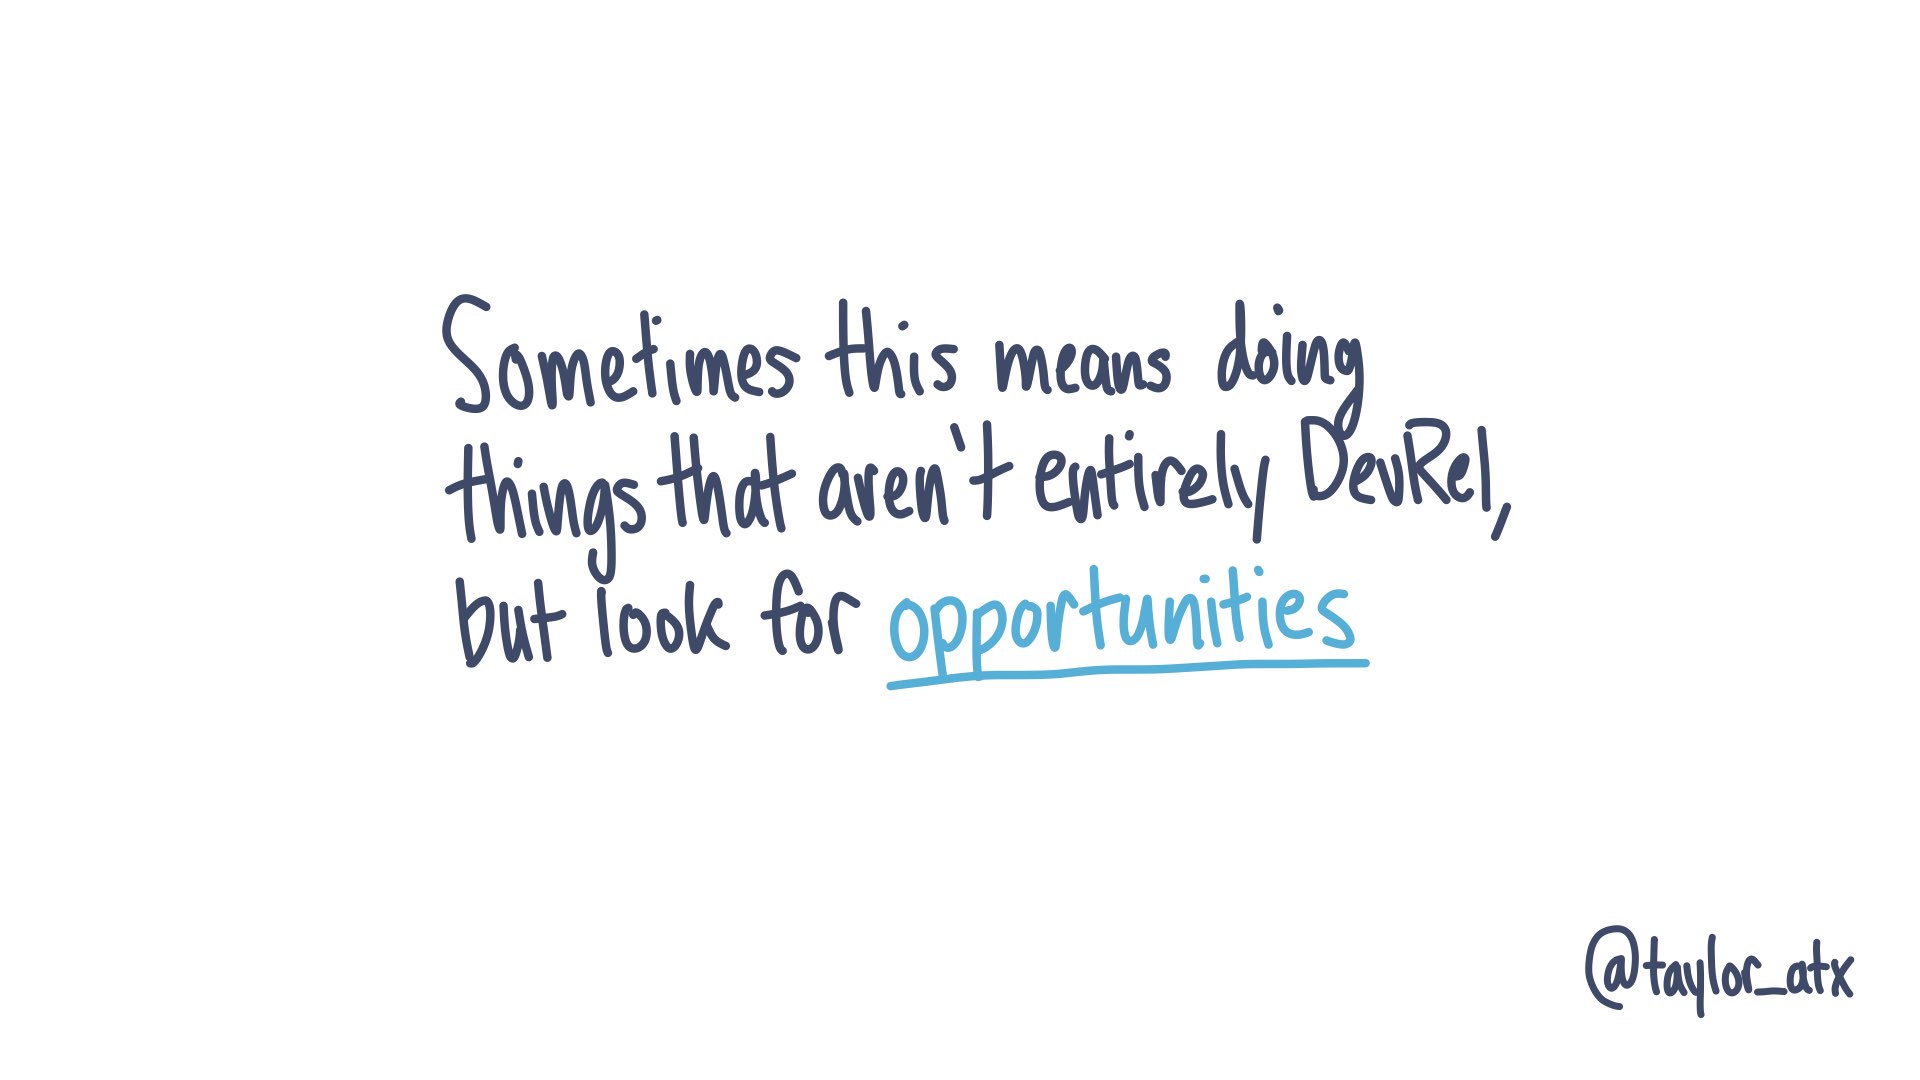 Sometimes this means doing
things that aren't entirely DevRel,
but look for opportunities
@taylor_atx